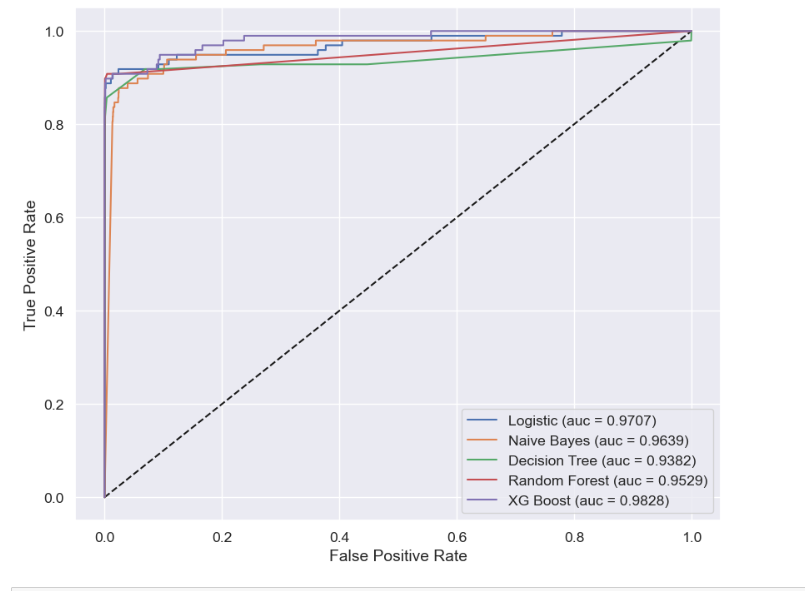 1.0
0.8
0.6
0.4
0.2
0.0
True Positive Rate
Logistic (auc = 0.9707)
Naive Bayes (auc = 0.9639)
Decision Tree (auc = 0.9382)
Random Forest (auc = 0.9529)
XG Boost (auc = 0.9828)
0.0 0.2 0.4 0.6 0.8 1.0
False Positive Rate